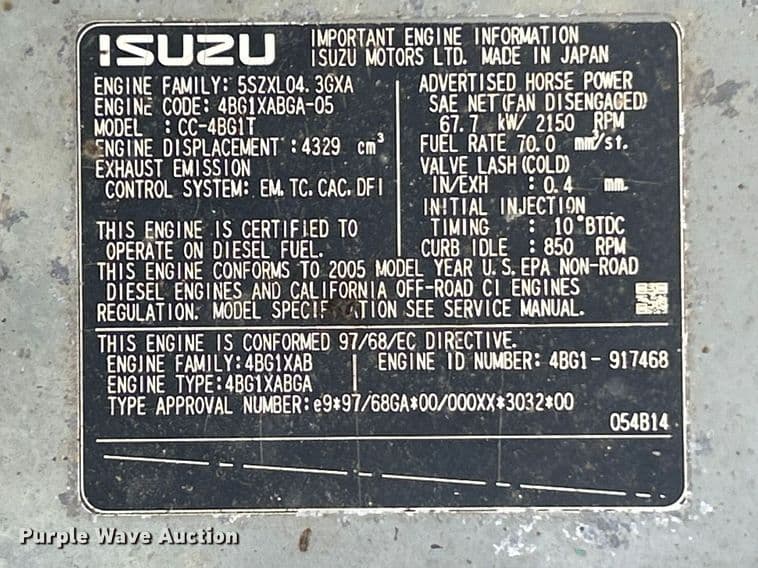 ISUZU
IMPORTANT ENGINE INFORMATION
ISUZU MOTORS LTD. MADE IN JAPAN
ENGINE FAMILY: 5SZXL04.3GXA
ENGINE CODE: 4BG1XABGA-05
MODEL : CC-4BG1T
ENGINE DISPLACEMENT:4329 cm³
EXHAUST EMISSION
CONTROL SYSTEM: EM,TC,CAC,DFI
THIS ENGINE IS CERTIFIED TO
OPERATE ON DIESEL FUEL.
ADVERTISED HORSE POWER
SAE NET(FAN DISENGAGED)
67.7 kW/ 2150 RPM
FUEL RATE 70.0 mm³/st.
VALVE LASH(COLD)
IN/EXH : 0.4 mm.
INITIAL INJECTION
TIMING : 10°BTDC
CURB IDLE : 850 RPM
THIS ENGINE CONFORMS TO 2005 MODEL YEAR U.S.EPA NON-ROAD
DIESEL ENGINES AND CALIFORNIA OFF-ROAD CI ENGINES
REGULATION. MODEL SPECIFICATION SEE SERVICE MANUAL.
THIS ENGINE IS CONFORMED 97/68/EC DIRECTIVE.
ENGINE FAMILY:4BG1XAB
ENGINE TYPE:4BG1XABGA
ENGINE ID NUMBER: 4BG1- 917468
TYPE APPROVAL NUMBER:e9*97/68GA*00/000XX*3032*00
054B14
Purple Wave Auction